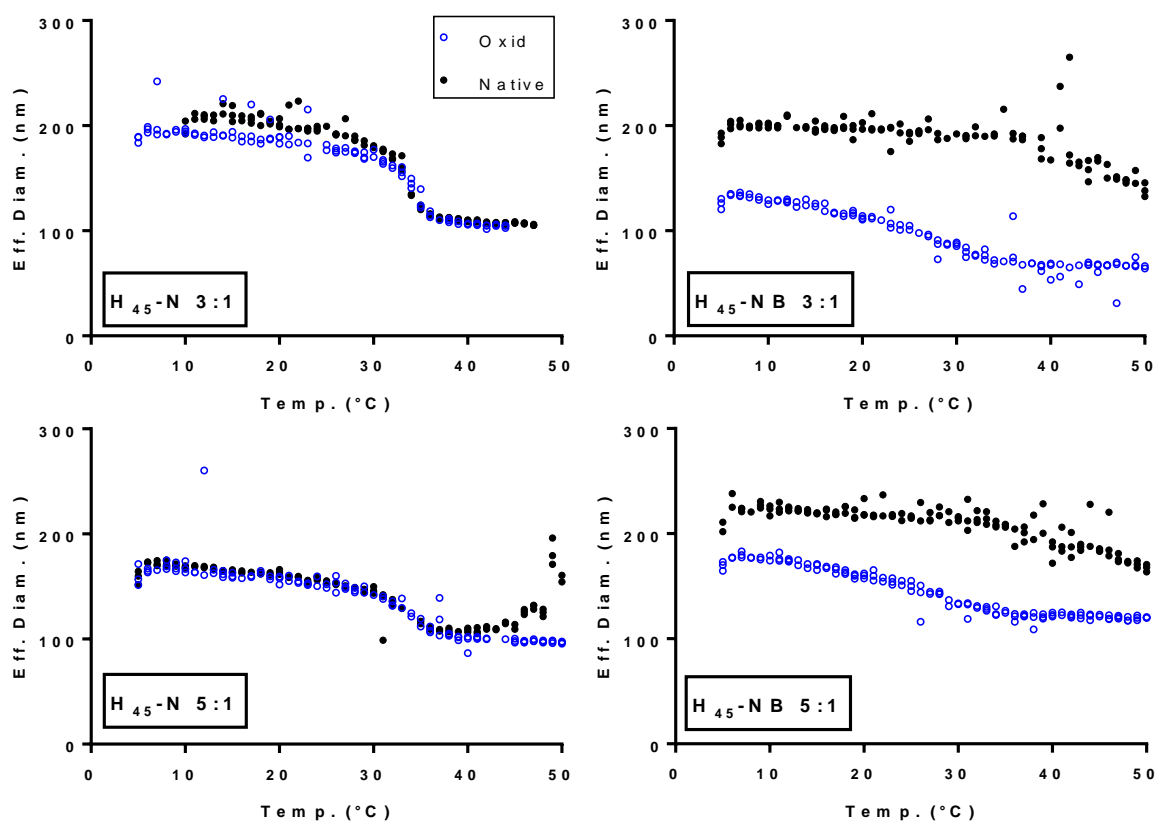 300
200
100
0
Eff. Diam. (nm)
0 10 20 30 40 50
Temp. (°C)
Oxid
Native
H45-N 3:1
300
200
100
0
Eff. Diam. (nm)
0 10 20 30 40 50
Temp. (°C)
H45-NB 3:1
300
200
100
0
Eff. Diam. (nm)
0 10 20 30 40 50
Temp. (°C)
H45-N 5:1
300
200
100
0
Eff. Diam. (nm)
0 10 20 30 40 50
Temp. (°C)
H45-NB 5:1